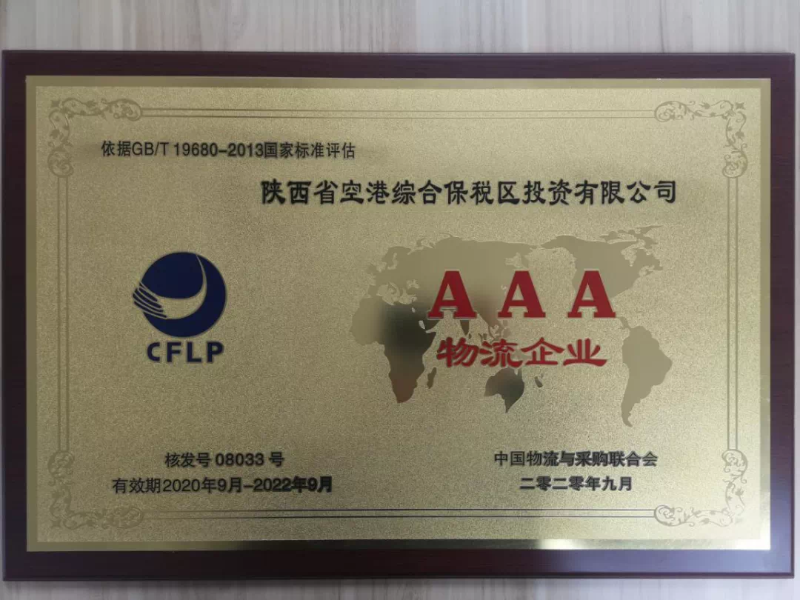 依据GB/T 19680-2013国家标准评估
陕西省空港综合保税区投资有限公司
AAA
物流企业
CFLP
核发号 08033 号
有效期2020年9月-2022年9月
中国物流与采购联合会
二零二零年九月